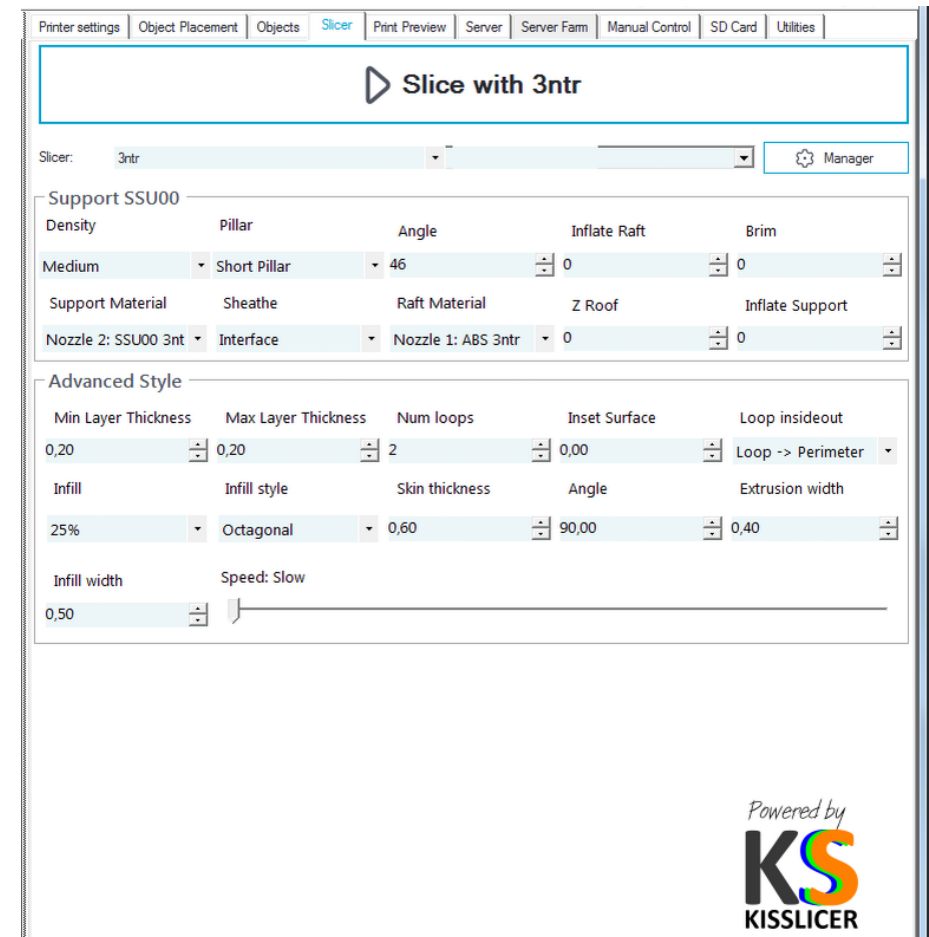 Printer settings Object Placement Objects Slicer Print Preview Server Server Farm Manual Control SD Card Utilities
Slice with 3ntr
Slicer: 3ntr Manager
Support SSU00
Density Pillar Angle Inflate Raft Brim
Medium Short Pillar 46 0 0
Support Material Sheathe Raft Material Z Roof Inflate Support
Nozzle 2: SSU00 3nt Interface Nozzle 1: ABS 3ntr 0 0
Advanced Style
Min Layer Thickness Max Layer Thickness Num loops Inset Surface Loop insideout
0,20 0,20 2 0,00 Loop -> Perimeter
Infill Infill style Skin thickness Angle Extrusion width
25% Octagonal 0,60 90,00 0,40
Infill width Speed: Slow
0,50
Powered by
KS
KISSLICER